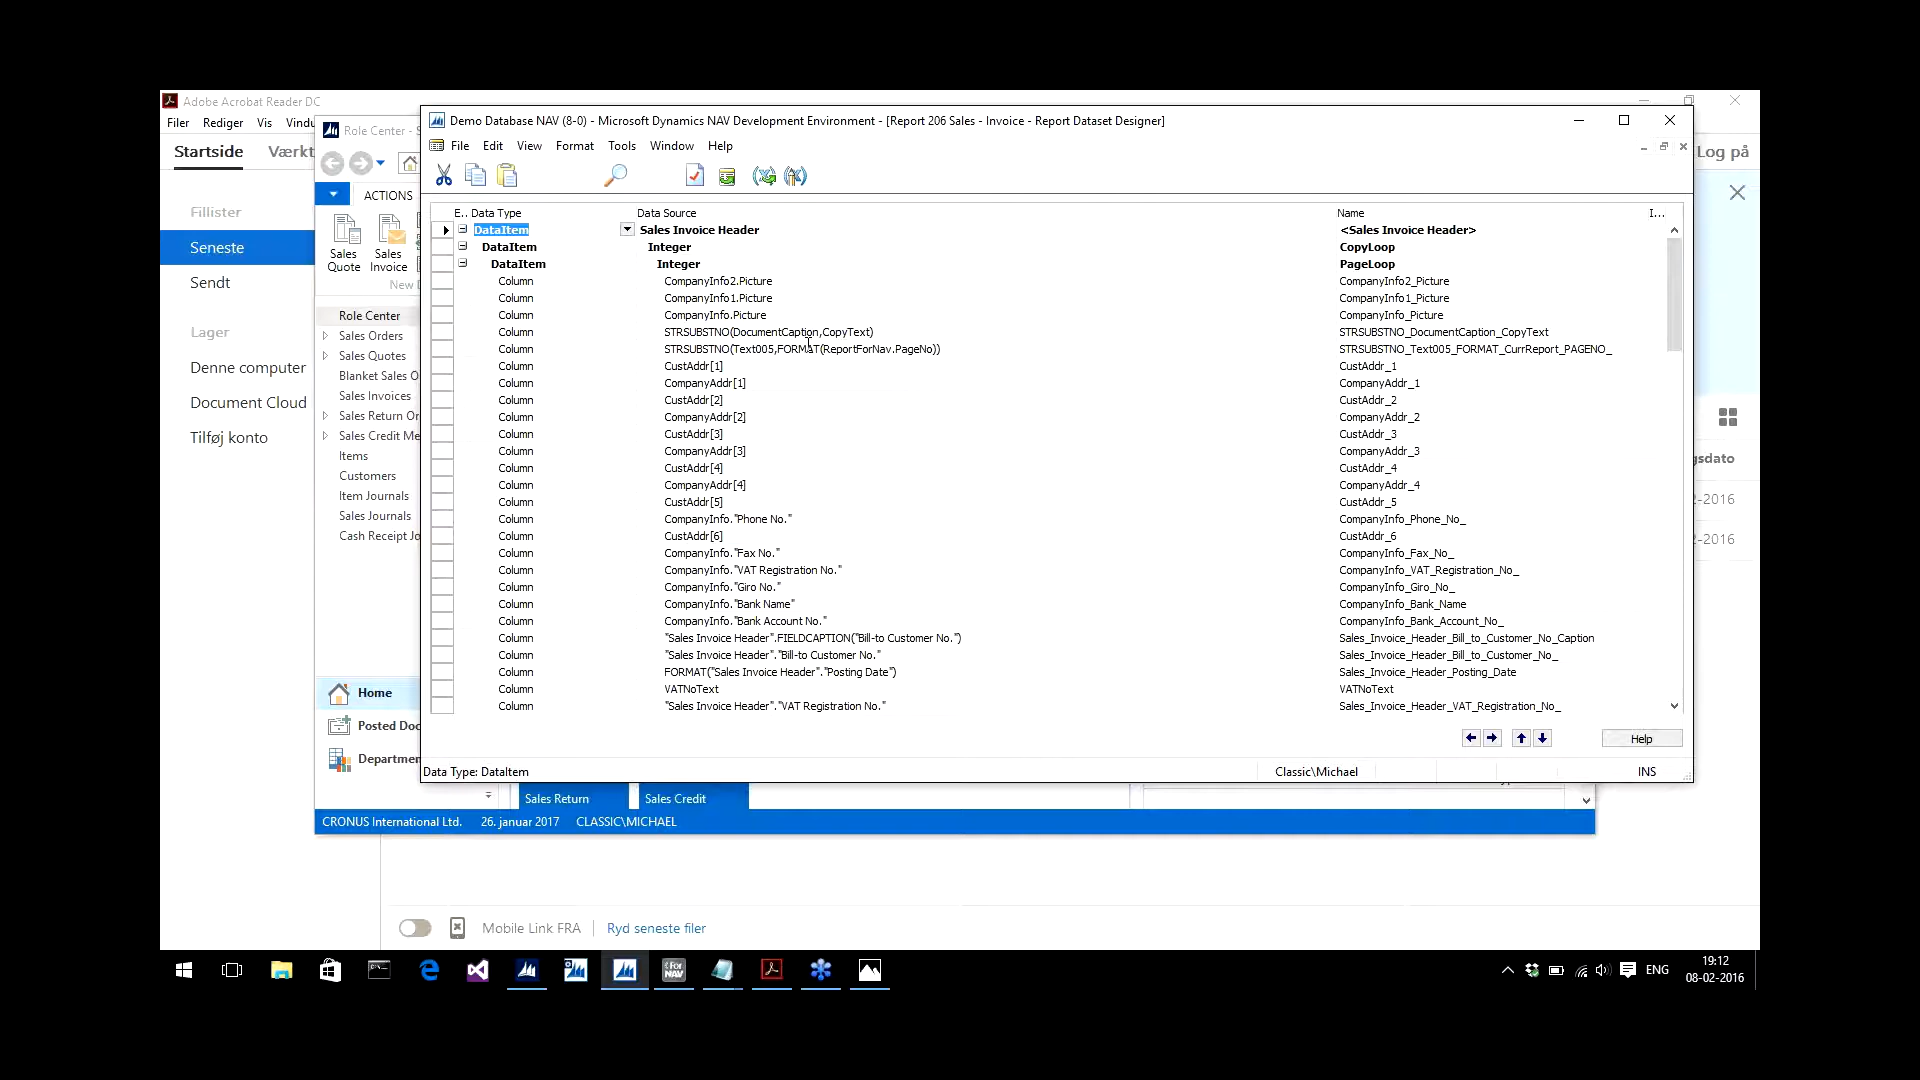 Adobe Acrobat Reader DC
Filer Rediger Vis Vindu
Startside Værkt
Log på
Fillister
Seneste
Sendt
Lager
Denne computer
Document Cloud
Tilføj konto
gsdato
2-2016
2-2016
Mobile Link FRA
Ryd seneste filer
Role Center - S
ACTIONS
Sales Quote
Sales Invoice
New D
Role Center
Sales Orders
Sales Quotes
Blanket Sales O
Sales Invoices
Sales Return Or
Sales Credit Me
Items
Customers
Item Journals
Sales Journals
Cash Receipt Jo
Home
Posted Doc
Departmen
Sales Return
Sales Credit
CRONUS International Ltd. 26. januar 2017 CLASSIC\MICHAEL
Demo Database NAV (8-0) - Microsoft Dynamics NAV Development Environment - [Report 206 Sales - Invoice - Report Dataset Designer]
File Edit View Format Tools Window Help
E.. Data Type Data Source Name I...
DataItem Sales Invoice Header <Sales Invoice Header>
DataItem Integer CopyLoop
DataItem Integer PageLoop
Column CompanyInfo2.Picture CompanyInfo2_Picture
Column CompanyInfo1.Picture CompanyInfo1_Picture
Column CompanyInfo.Picture CompanyInfo_Picture
Column STRSUBSTNO(DocumentCaption,CopyText) STRSUBSTNO_DocumentCaption_CopyText
Column STRSUBSTNO(Text005,FORMAT(ReportForNav.PageNo)) STRSUBSTNO_Text005_FORMAT_CurrReport_PAGENO_
Column CustAddr[1] CustAddr_1
Column CompanyAddr[1] CompanyAddr_1
Column CustAddr[2] CustAddr_2
Column CompanyAddr[2] CompanyAddr_2
Column CustAddr[3] CustAddr_3
Column CompanyAddr[3] CompanyAddr_3
Column CustAddr[4] CustAddr_4
Column CompanyAddr[4] CompanyAddr_4
Column CustAddr[5] CustAddr_5
Column CompanyInfo."Phone No." CompanyInfo_Phone_No_
Column CustAddr[6] CustAddr_6
Column CompanyInfo."Fax No." CompanyInfo_Fax_No_
Column CompanyInfo."VAT Registration No." CompanyInfo_VAT_Registration_No_
Column CompanyInfo."Giro No." CompanyInfo_Giro_No_
Column CompanyInfo."Bank Name" CompanyInfo_Bank_Name
Column CompanyInfo."Bank Account No." CompanyInfo_Bank_Account_No_
Column "Sales Invoice Header".FIELDCAPTION("Bill-to Customer No.") Sales_Invoice_Header_Bill_to_Customer_No_Caption
Column "Sales Invoice Header"."Bill-to Customer No." Sales_Invoice_Header_Bill_to_Customer_No_
Column FORMAT("Sales Invoice Header"."Posting Date") Sales_Invoice_Header_Posting_Date
Column VATNoText VATNoText
Column "Sales Invoice Header"."VAT Registration No." Sales_Invoice_Header_VAT_Registration_No_
Help
Data Type: DataItem Classic\Michael INS
For NAV
ENG
19:12
08-02-2016